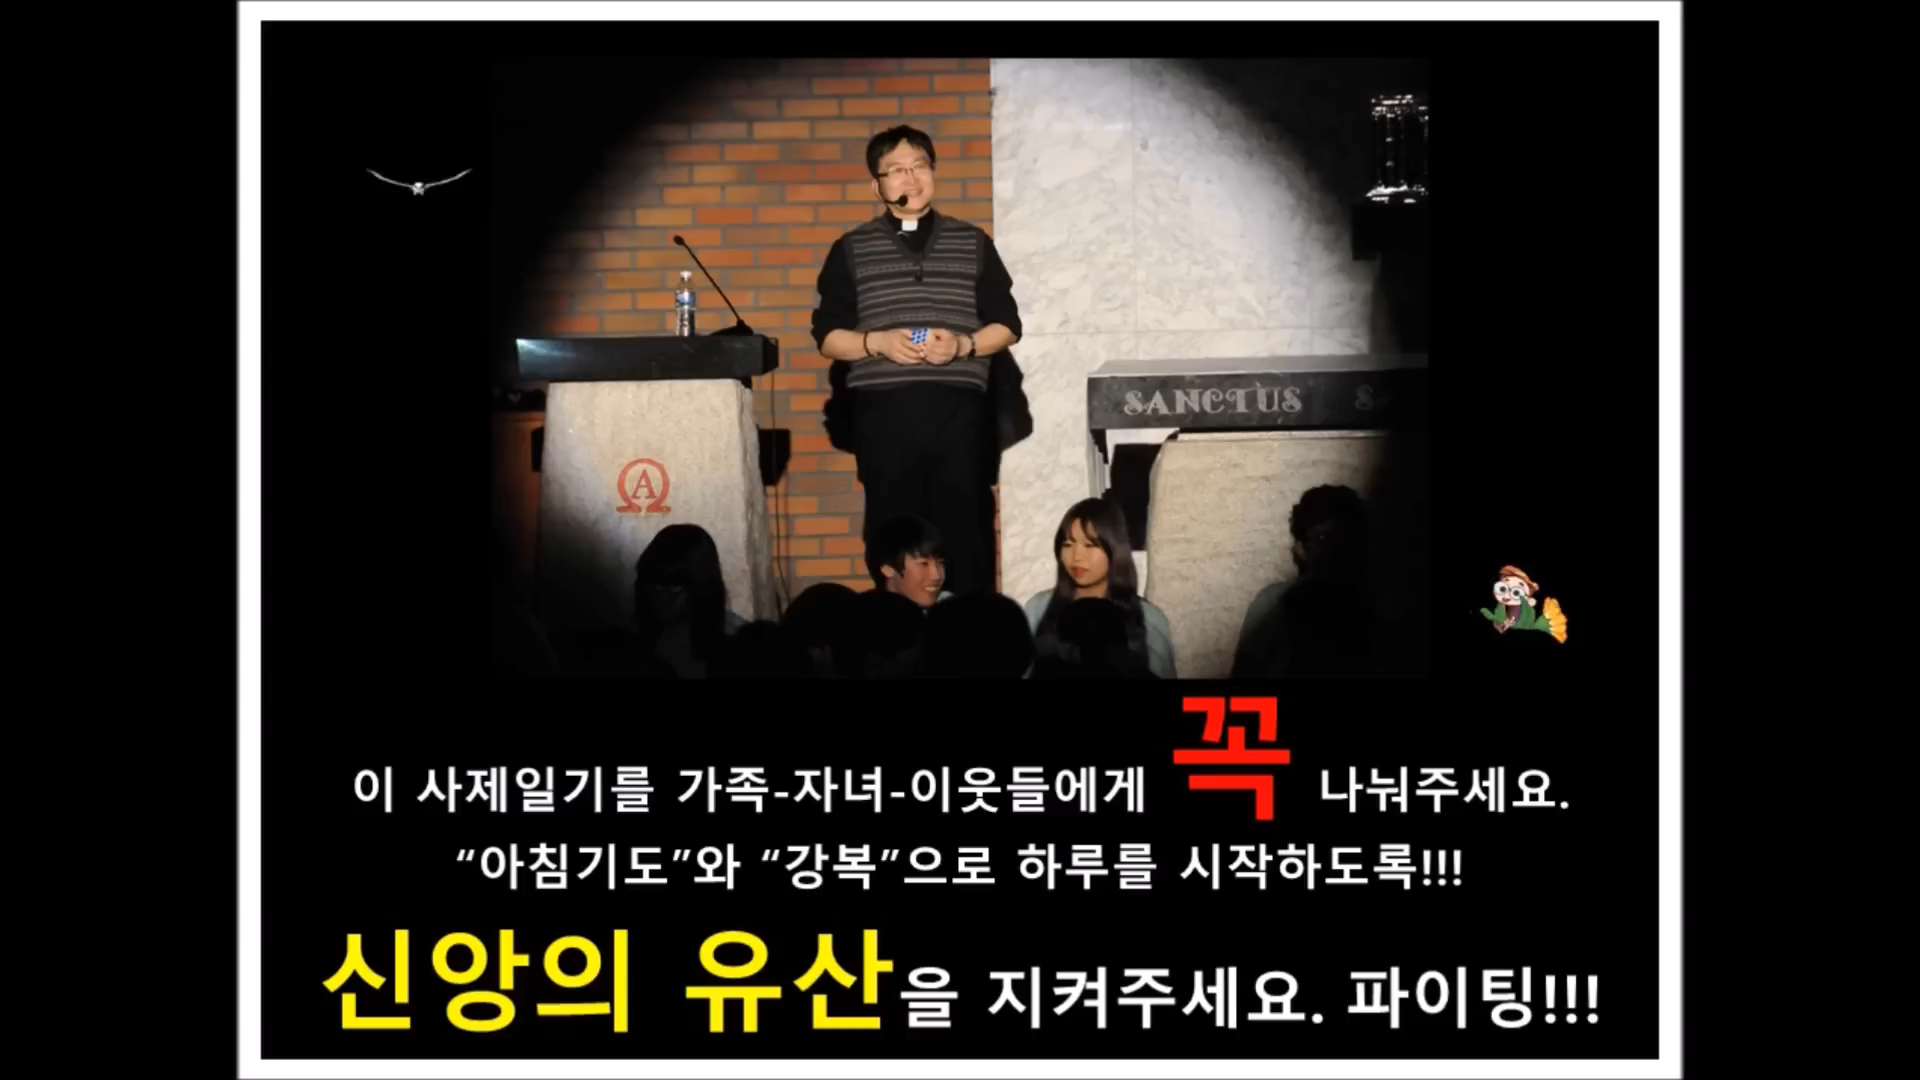 SANCTUS S
A
이 사제일기를 가족-자녀-이웃들에게 꼭 나눠주세요.
“아침기도”와 “강복”으로 하루를 시작하도록!!!
신앙의 유산을 지켜주세요. 파이팅!!!